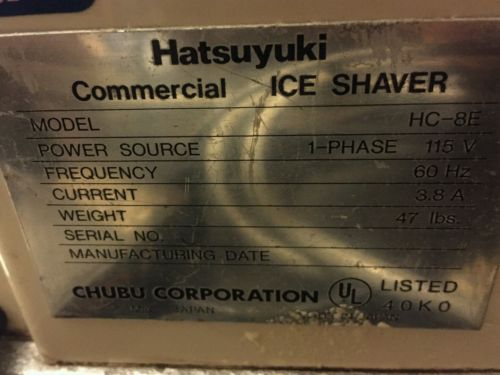 Hatsuyuki
Commercial ICE SHAVER
MODEL HC-8E
POWER SOURCE 1-PHASE 115 V
FREQUENCY 60 Hz
CURRENT 3.8 A
WEIGHT 47 lbs.
SERIAL NO.
MANUFACTURING DATE
CHUBU CORPORATION UL LISTED
JAPAN 40K0